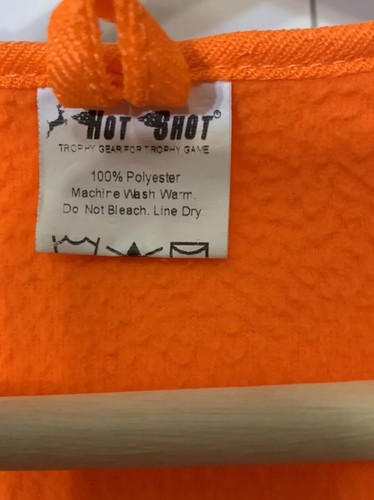 HOT SHOT®
TROPHY GEAR FOR TROPHY GAME
100% Polyester
Machine Wash Warm.
Do Not Bleach. Line Dry